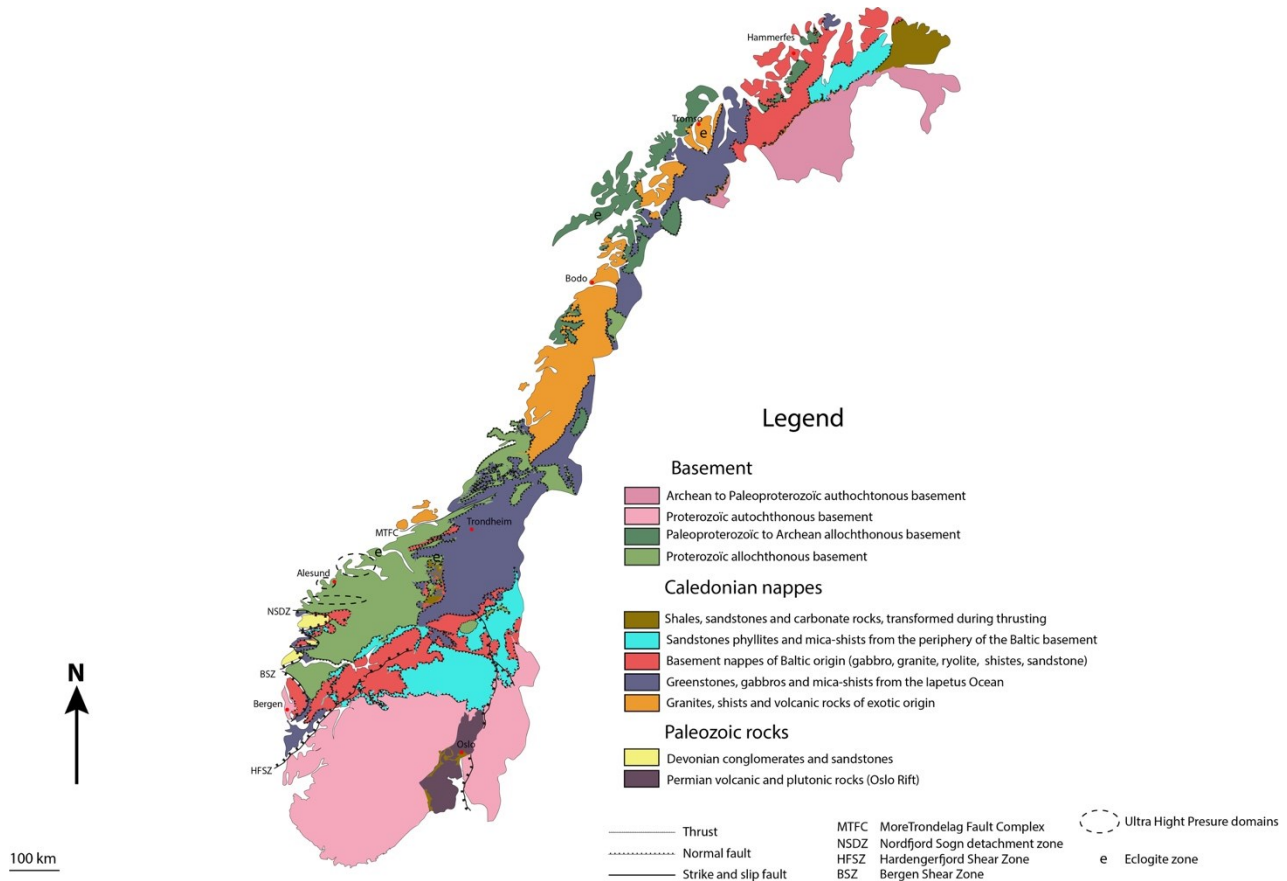 Hammerfes
Tromso
e
e
Bodo
Trondheim
MTFC
e
e
Alesund
NSDZ
BSZ
Bergen
HFSZ
Oslo
N
100 km
Legend
Basement
Archean to Paleoproterozoïc authochtonous basement
Proterozoïc autochthonous basement
Paleoproterozoïc to Archean allochthonous basement
Proterozoïc allochthonous basement
Caledonian nappes
Shales, sandstones and carbonate rocks, transformed during thrusting
Sandstones phyllites and mica-shists from the periphery of the Baltic basement
Basement nappes of Baltic origin (gabbro, granite, ryolite, shistes, sandstone)
Greenstones, gabbros and mica-shists from the Iapetus Ocean
Granites, shists and volcanic rocks of exotic origin
Paleozoic rocks
Devonian conglomerates and sandstones
Permian volcanic and plutonic rocks (Oslo Rift)
Thrust
Normal fault
Strike and slip fault
MTFC MoreTrondelag Fault Complex
NSDZ Nordfjord Sogn detachment zone
HFSZ Hardengerfjord Shear Zone
BSZ Bergen Shear Zone
Ultra Hight Presure domains
e Eclogite zone